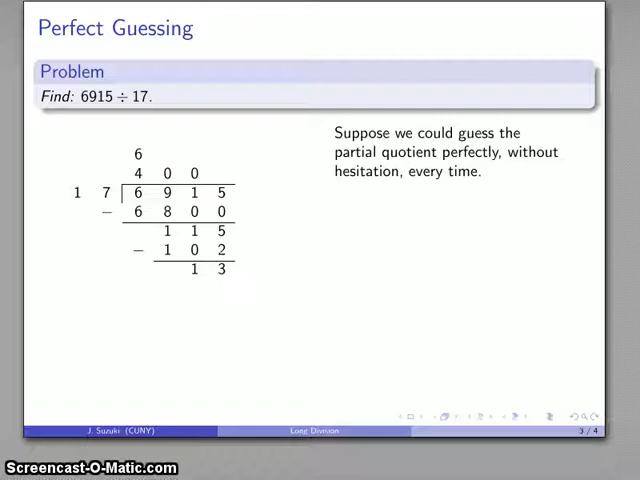 Perfect Guessing
Problem
Find: 6915 ÷ 17.
Suppose we could guess the
partial quotient perfectly, without
hesitation, every time.
6
4 0 0
1 7 6 9 1 5
− 6 8 0 0
1 1 5
− 1 0 2
1 3
J. Suzuki (CUNY) Long Division 3 / 4
Screencast-O-Matic.com